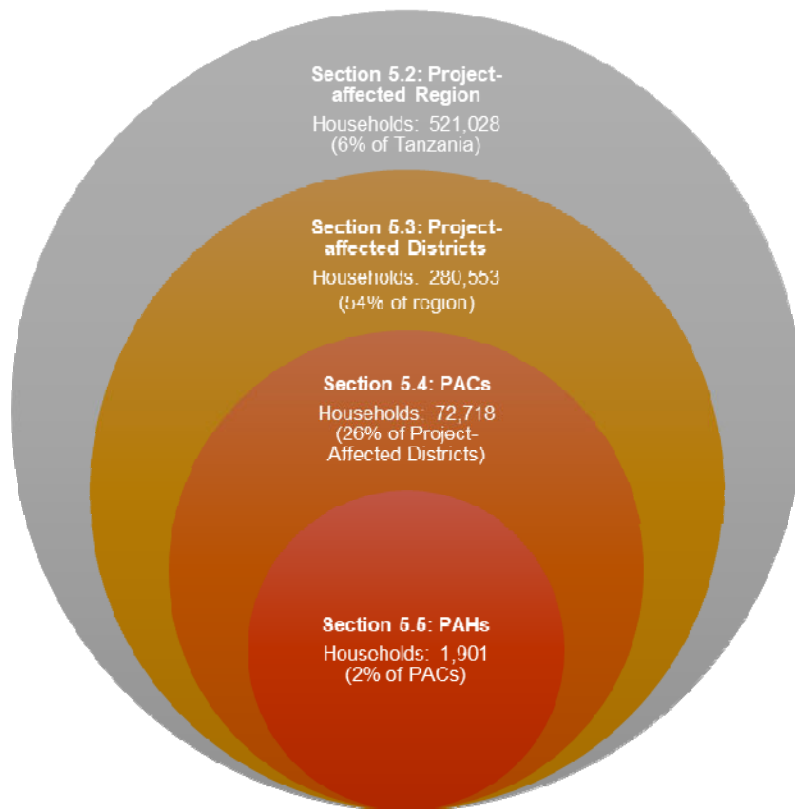 Section 5.2: Project-
affected Region
Households: 521,028
(6% of Tanzania)
Section 5.3: Project-
affected Districts
Households: 280,553
(54% of region)
Section 5.4: PACs
Households: 72,718
(26% of Project-
Affected Districts)
Section 5.5: PAHs
Households: 1,901
(2% of PACs)